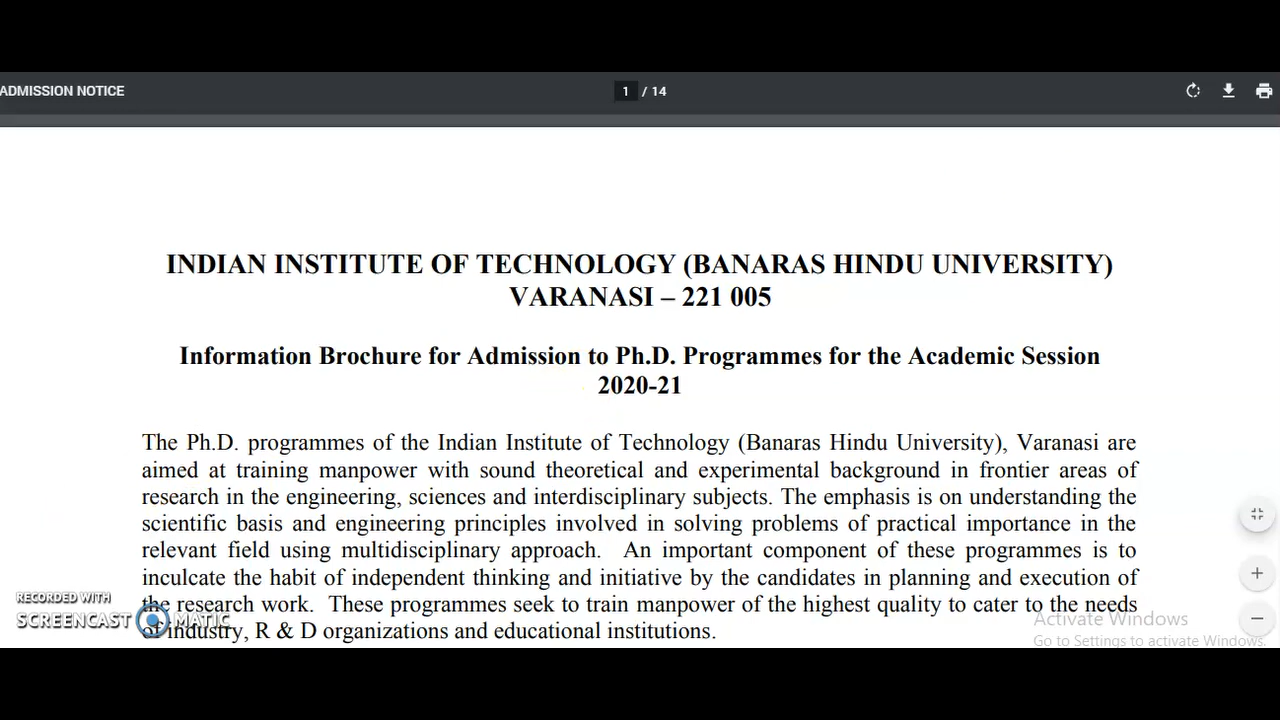 ADMISSION NOTICE
1 / 14
INDIAN INSTITUTE OF TECHNOLOGY (BANARAS HINDU UNIVERSITY)
VARANASI – 221 005
Information Brochure for Admission to Ph.D. Programmes for the Academic Session
2020-21
The Ph.D. programmes of the Indian Institute of Technology (Banaras Hindu University), Varanasi are
aimed at training manpower with sound theoretical and experimental background in frontier areas of
research in the engineering, sciences and interdisciplinary subjects. The emphasis is on understanding the
scientific basis and engineering principles involved in solving problems of practical importance in the
relevant field using multidisciplinary approach. An important component of these programmes is to
inculcate the habit of independent thinking and initiative by the candidates in planning and execution of
the research work. These programmes seek to train manpower of the highest quality to cater to the needs
of industry, R & D organizations and educational institutions.
RECORDED WITH
SCREENCAST MATIC
Activate Windows
Go to Settings to activate Windows.